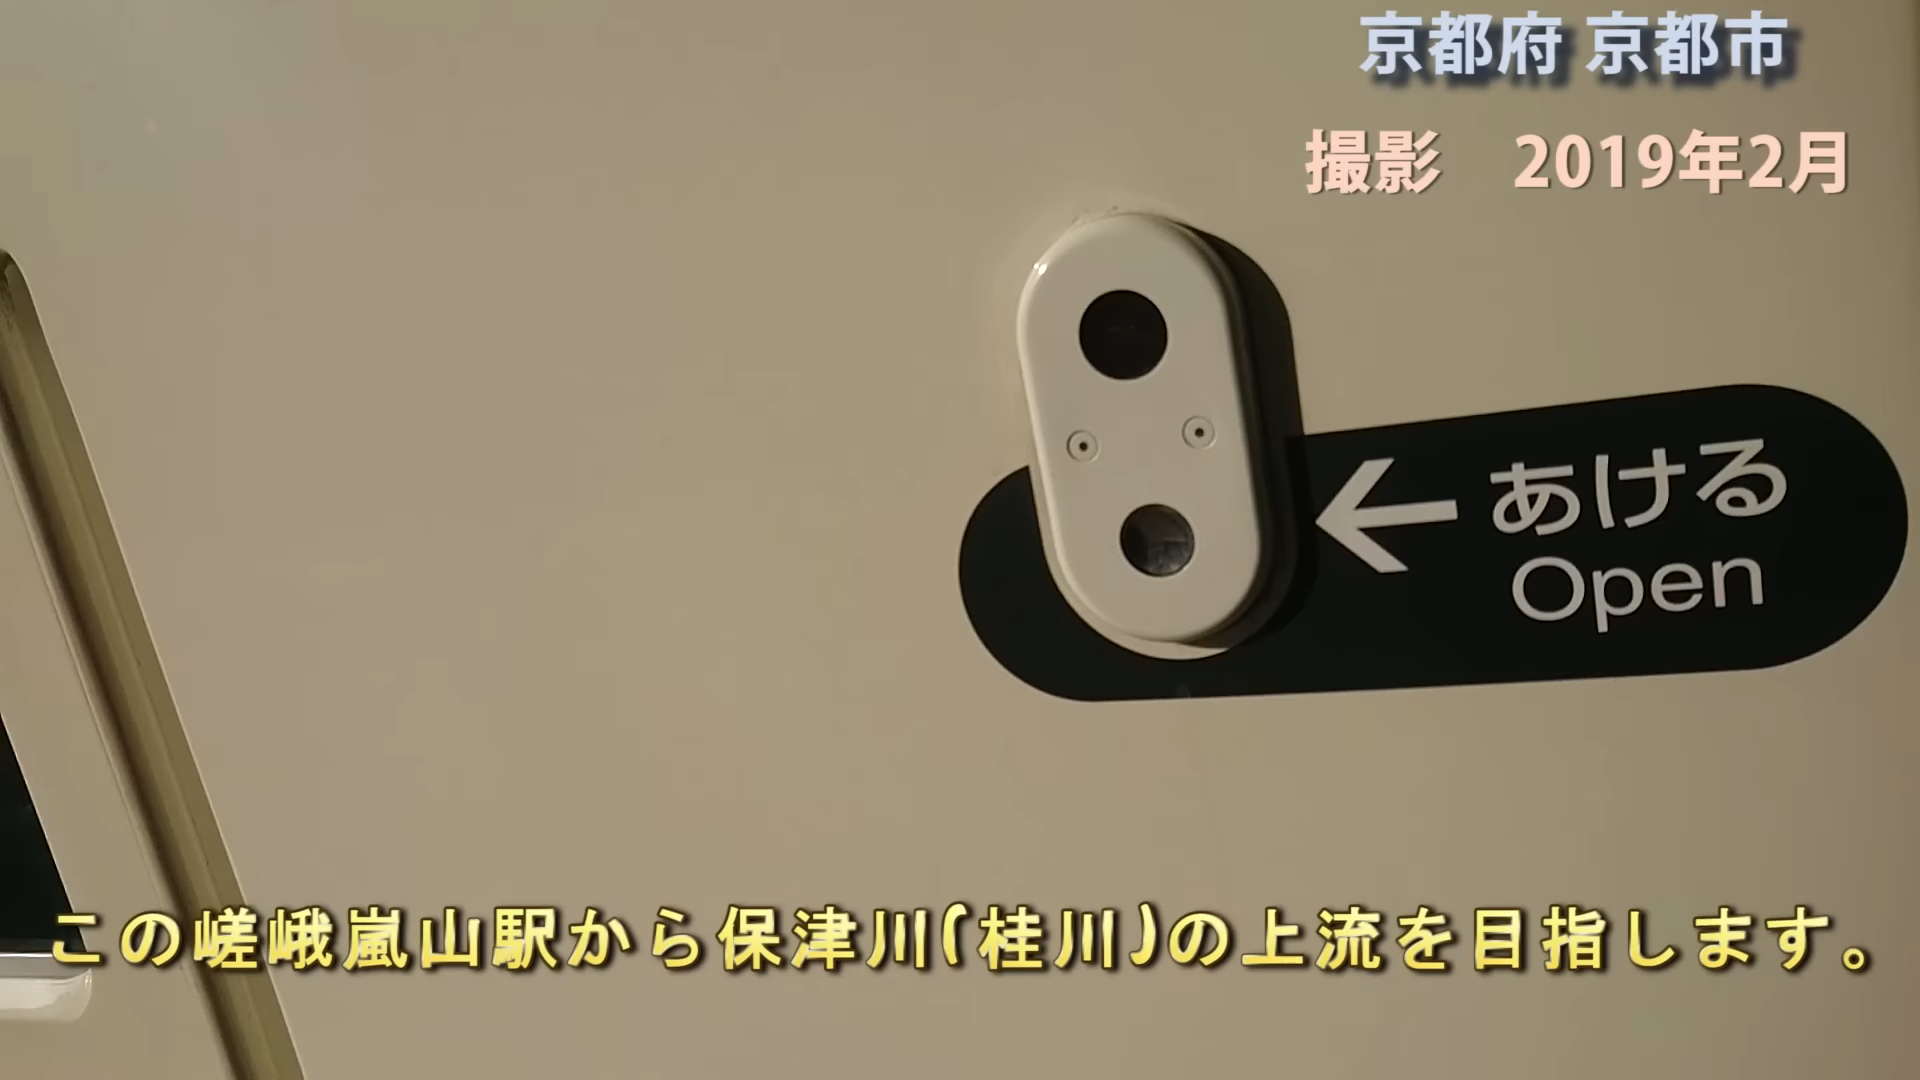 京都府 京都市
撮影　2019年2月
←あける
Open
この嵯峨嵐山駅から保津川(桂川)の上流を目指します。